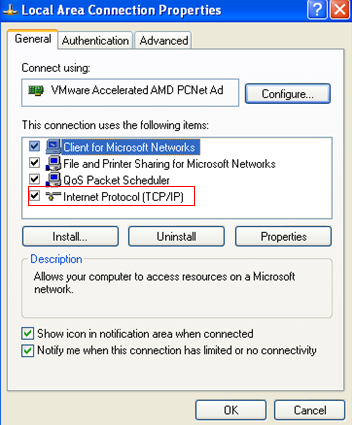 Local Area Connection Properties
General
Authentication
Advanced
Connect using:
VMware Accelerated AMD PCNet Ad
Configure...
This connection uses the following items:
Client for Microsoft Networks
File and Printer Sharing for Microsoft Networks
QoS Packet Scheduler
Internet Protocol (TCP/IP)
Install...
Uninstall
Properties
Description
Allows your computer to access resources on a Microsoft
network.
Show icon in notification area when connected
Notify me when this connection has limited or no connectivity
OK
Cancel